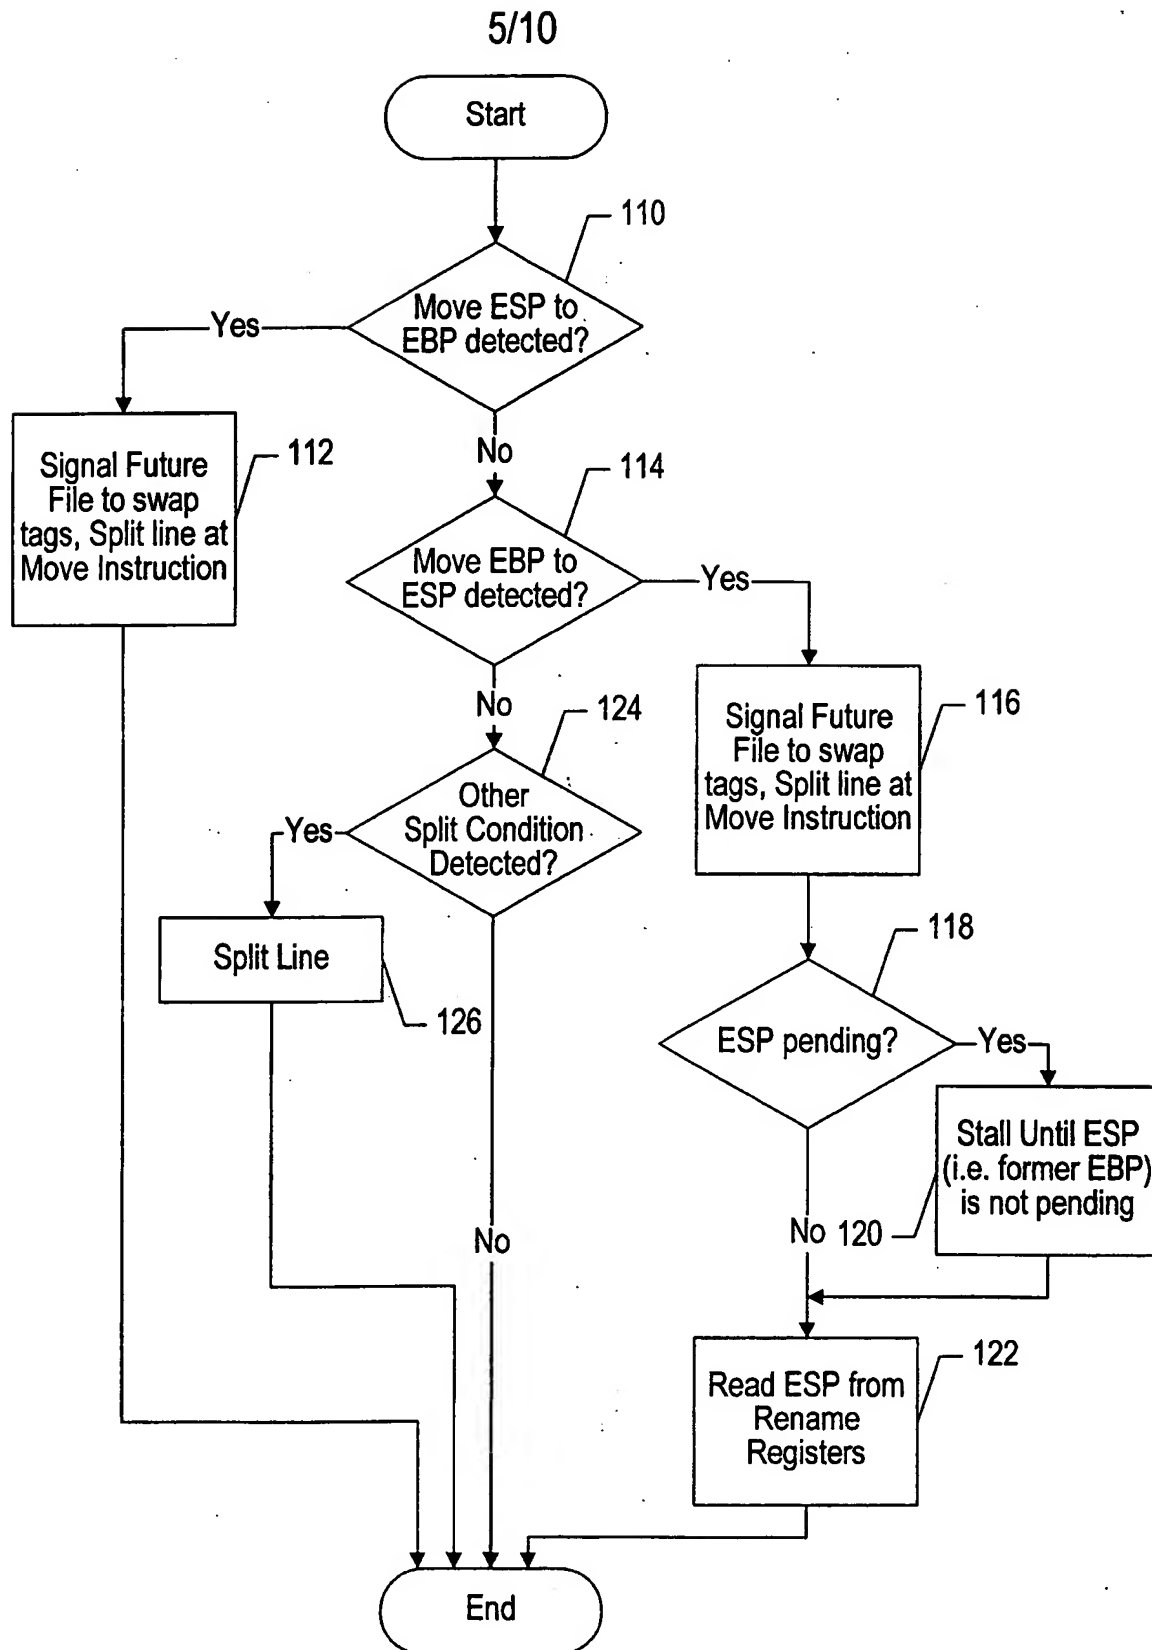 5/10
Start
110
Move ESP to
EBP detected?
Yes
No
Signal Future
File to swap
tags, Split line at
Move Instruction
112
114
Move EBP to
ESP detected?
Yes
No
124
Signal Future
File to swap
tags, Split line at
Move Instruction
116
Other
Split Condition
Detected?
Yes
Split Line
126
118
ESP pending?
Yes
Stall Until ESP
(i.e. former EBP)
is not pending
No
120
No
Read ESP from
Rename
Registers
122
End